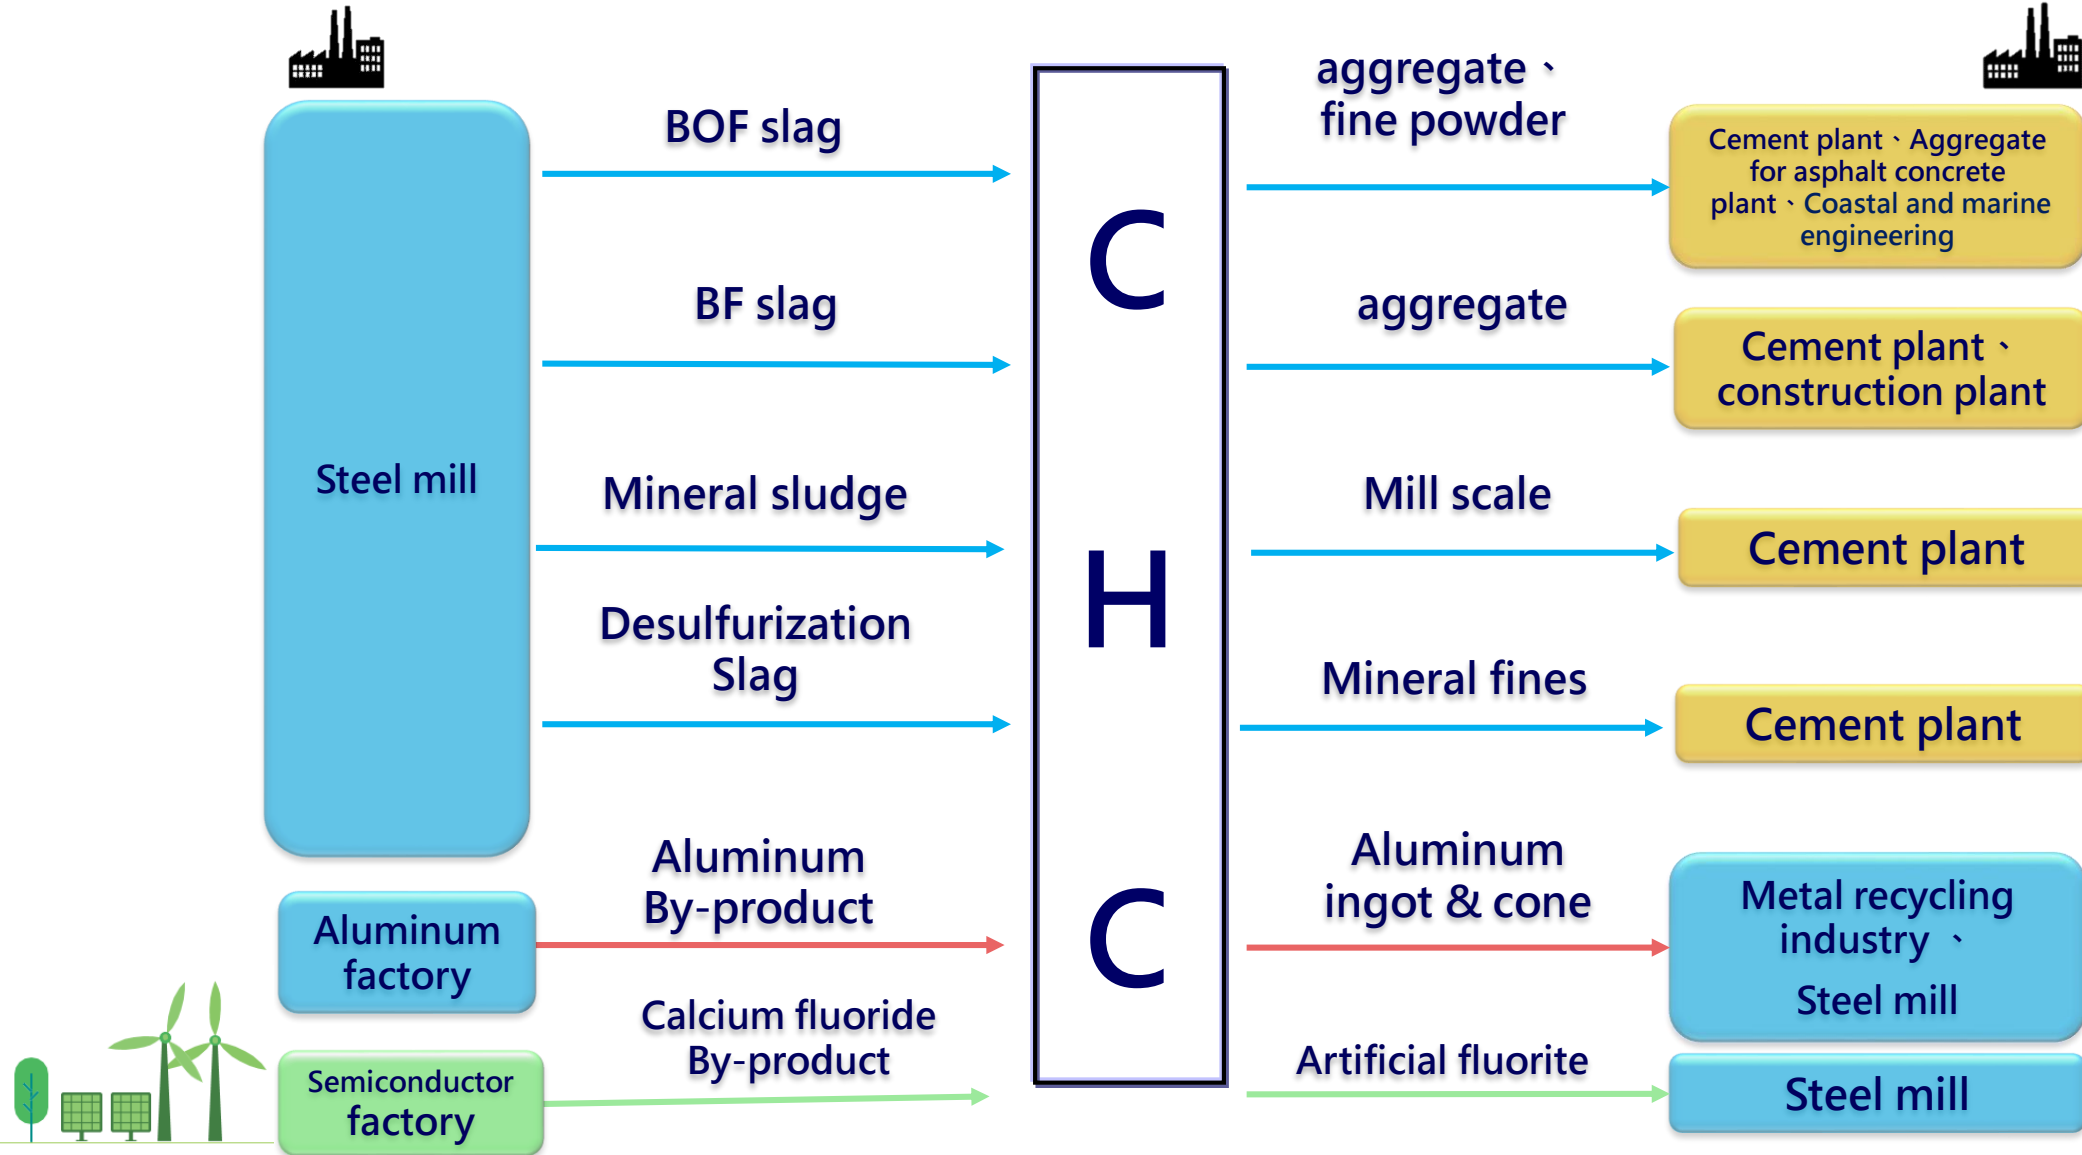 Steel mill
Aluminum
factory
Semiconductor
factory
BOF slag
BF slag
Mineral sludge
Desulfurization
Slag
Aluminum
By-product
Calcium fluoride
By-product
C
H
C
aggregate、
fine powder
aggregate
Mill scale
Mineral fines
Aluminum
ingot & cone
Artificial fluorite
Cement plant、Aggregate
for asphalt concrete
plant、Coastal and marine
engineering
Cement plant、
construction plant
Cement plant
Cement plant
Metal recycling
industry 、
Steel mill
Steel mill